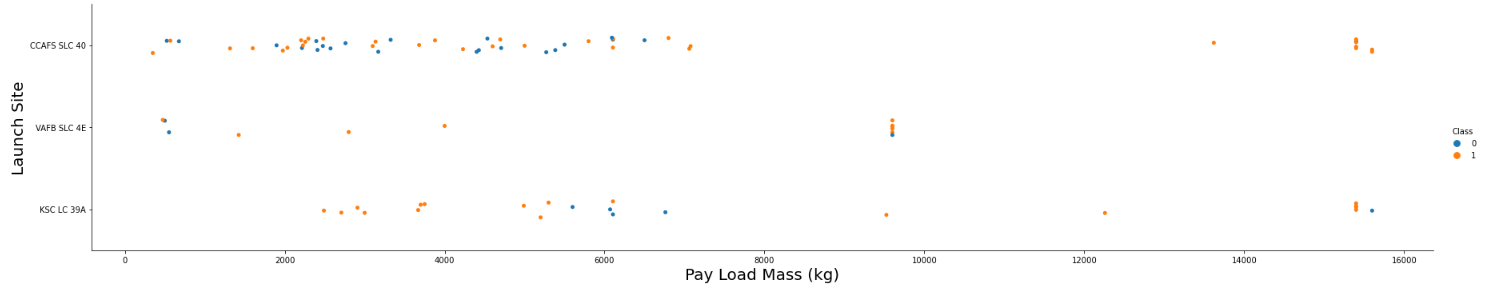 Launch Site
CCAFS SLC 40
VAFB SLC 4E
KSC LC 39A
0 2000 4000 6000 8000 10000 12000 14000 16000
Pay Load Mass (kg)
Class
0
1